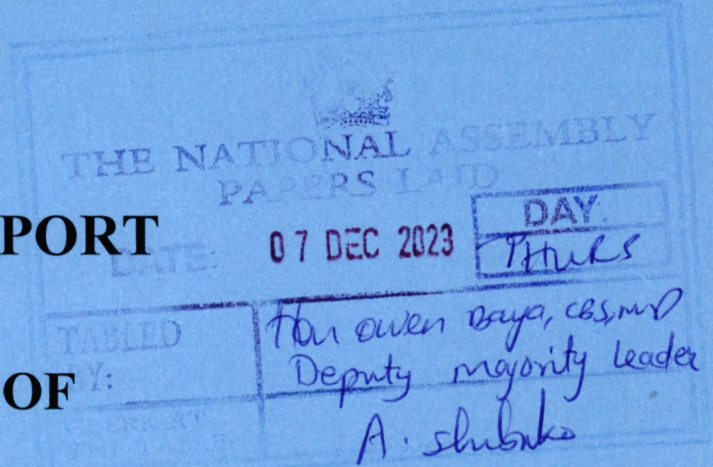 THE NATIONAL ASSEMBLY
PAPERS LAID
PORT
DATE: 07 DEC 2023
DAY.
THURS
TABLED
BY:
Hon owen Baya, CBS, MP
Deputy majority leader
OF
CLERK AT
A. shibuko